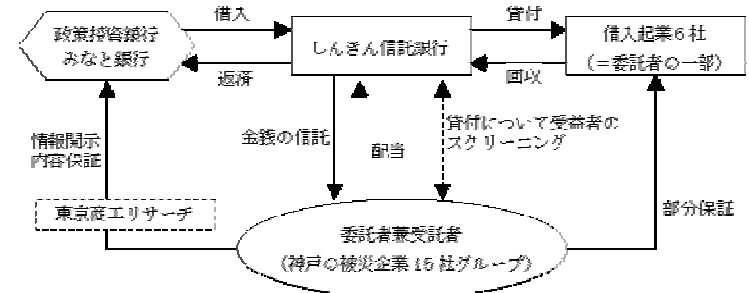 借入
貸付
政策投資銀行
みなと銀行
しんきん信託銀行
借入起業6社
(=委託者の一部)
返済
回収
情報開示
内容保証
金銭の信託
配当
貸付について受益者の
スクリーニング
東京商工リサーチ
部分保証
委託者兼受託者
(神戸の被災企業15社グループ)